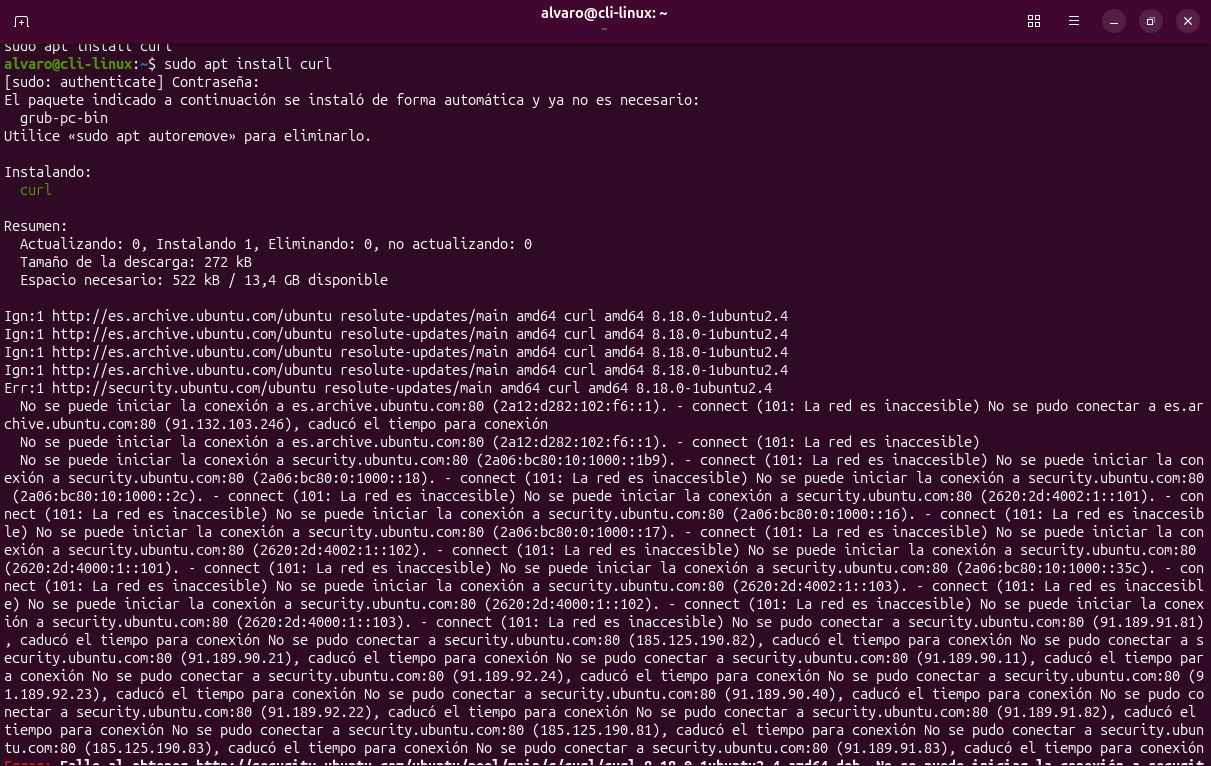 alvaro@cli-linux: ~
~
sudo apt install curl
alvaro@cli-linux:~$ sudo apt install curl
[sudo: authenticate] Contraseña:
El paquete indicado a continuación se instaló de forma automática y ya no es necesario:
  grub-pc-bin
Utilice «sudo apt autoremove» para eliminarlo.
Instalando:
  curl
Resumen:
  Actualizando: 0, Instalando 1, Eliminando: 0, no actualizando: 0
  Tamaño de la descarga: 272 kB
  Espacio necesario: 522 kB / 13,4 GB disponible
Ign:1 http://es.archive.ubuntu.com/ubuntu resolute-updates/main amd64 curl amd64 8.18.0-1ubuntu2.4
Ign:1 http://es.archive.ubuntu.com/ubuntu resolute-updates/main amd64 curl amd64 8.18.0-1ubuntu2.4
Ign:1 http://es.archive.ubuntu.com/ubuntu resolute-updates/main amd64 curl amd64 8.18.0-1ubuntu2.4
Ign:1 http://es.archive.ubuntu.com/ubuntu resolute-updates/main amd64 curl amd64 8.18.0-1ubuntu2.4
Err:1 http://security.ubuntu.com/ubuntu resolute-updates/main amd64 curl amd64 8.18.0-1ubuntu2.4
  No se puede iniciar la conexión a es.archive.ubuntu.com:80 (2a12:d282:102:f6::1). - connect (101: La red es inaccesible) No se pudo conectar a es.ar
chive.ubuntu.com:80 (91.132.103.246), caducó el tiempo para conexión
  No se puede iniciar la conexión a es.archive.ubuntu.com:80 (2a12:d282:102:f6::1). - connect (101: La red es inaccesible)
  No se puede iniciar la conexión a security.ubuntu.com:80 (2a06:bc80:10:1000::1b9). - connect (101: La red es inaccesible) No se puede iniciar la con
exión a security.ubuntu.com:80 (2a06:bc80:0:1000::18). - connect (101: La red es inaccesible) No se puede iniciar la conexión a security.ubuntu.com:80
 (2a06:bc80:10:1000::2c). - connect (101: La red es inaccesible) No se puede iniciar la conexión a security.ubuntu.com:80 (2620:2d:4002:1::101). - con
nect (101: La red es inaccesible) No se puede iniciar la conexión a security.ubuntu.com:80 (2a06:bc80:0:1000::16). - connect (101: La red es inaccesib
le) No se puede iniciar la conexión a security.ubuntu.com:80 (2a06:bc80:0:1000::17). - connect (101: La red es inaccesible) No se puede iniciar la con
exión a security.ubuntu.com:80 (2620:2d:4002:1::102). - connect (101: La red es inaccesible) No se puede iniciar la conexión a security.ubuntu.com:80
(2620:2d:4000:1::101). - connect (101: La red es inaccesible) No se puede iniciar la conexión a security.ubuntu.com:80 (2a06:bc80:10:1000::35c). - con
nect (101: La red es inaccesible) No se puede iniciar la conexión a security.ubuntu.com:80 (2620:2d:4002:1::103). - connect (101: La red es inaccesibl
e) No se puede iniciar la conexión a security.ubuntu.com:80 (2620:2d:4000:1::102). - connect (101: La red es inaccesible) No se puede iniciar la conex
ión a security.ubuntu.com:80 (2620:2d:4000:1::103). - connect (101: La red es inaccesible) No se pudo conectar a security.ubuntu.com:80 (91.189.91.81)
, caducó el tiempo para conexión No se pudo conectar a security.ubuntu.com:80 (185.125.190.82), caducó el tiempo para conexión No se pudo conectar a s
ecurity.ubuntu.com:80 (91.189.90.21), caducó el tiempo para conexión No se pudo conectar a security.ubuntu.com:80 (91.189.90.11), caducó el tiempo par
a conexión No se pudo conectar a security.ubuntu.com:80 (91.189.92.24), caducó el tiempo para conexión No se pudo conectar a security.ubuntu.com:80 (9
1.189.92.23), caducó el tiempo para conexión No se pudo conectar a security.ubuntu.com:80 (91.189.90.40), caducó el tiempo para conexión No se pudo co
nectar a security.ubuntu.com:80 (91.189.92.22), caducó el tiempo para conexión No se pudo conectar a security.ubuntu.com:80 (91.189.91.82), caducó el
tiempo para conexión No se pudo conectar a security.ubuntu.com:80 (185.125.190.81), caducó el tiempo para conexión No se pudo conectar a security.ubun
tu.com:80 (185.125.190.83), caducó el tiempo para conexión No se pudo conectar a security.ubuntu.com:80 (91.189.91.83), caducó el tiempo para conexión
Error: Fallo al obtener http://security.ubuntu.com/ubuntu/pool/main/c/curl/curl_8.18.0-1ubuntu2.4_amd64.deb  No se puede iniciar la conexión a securit